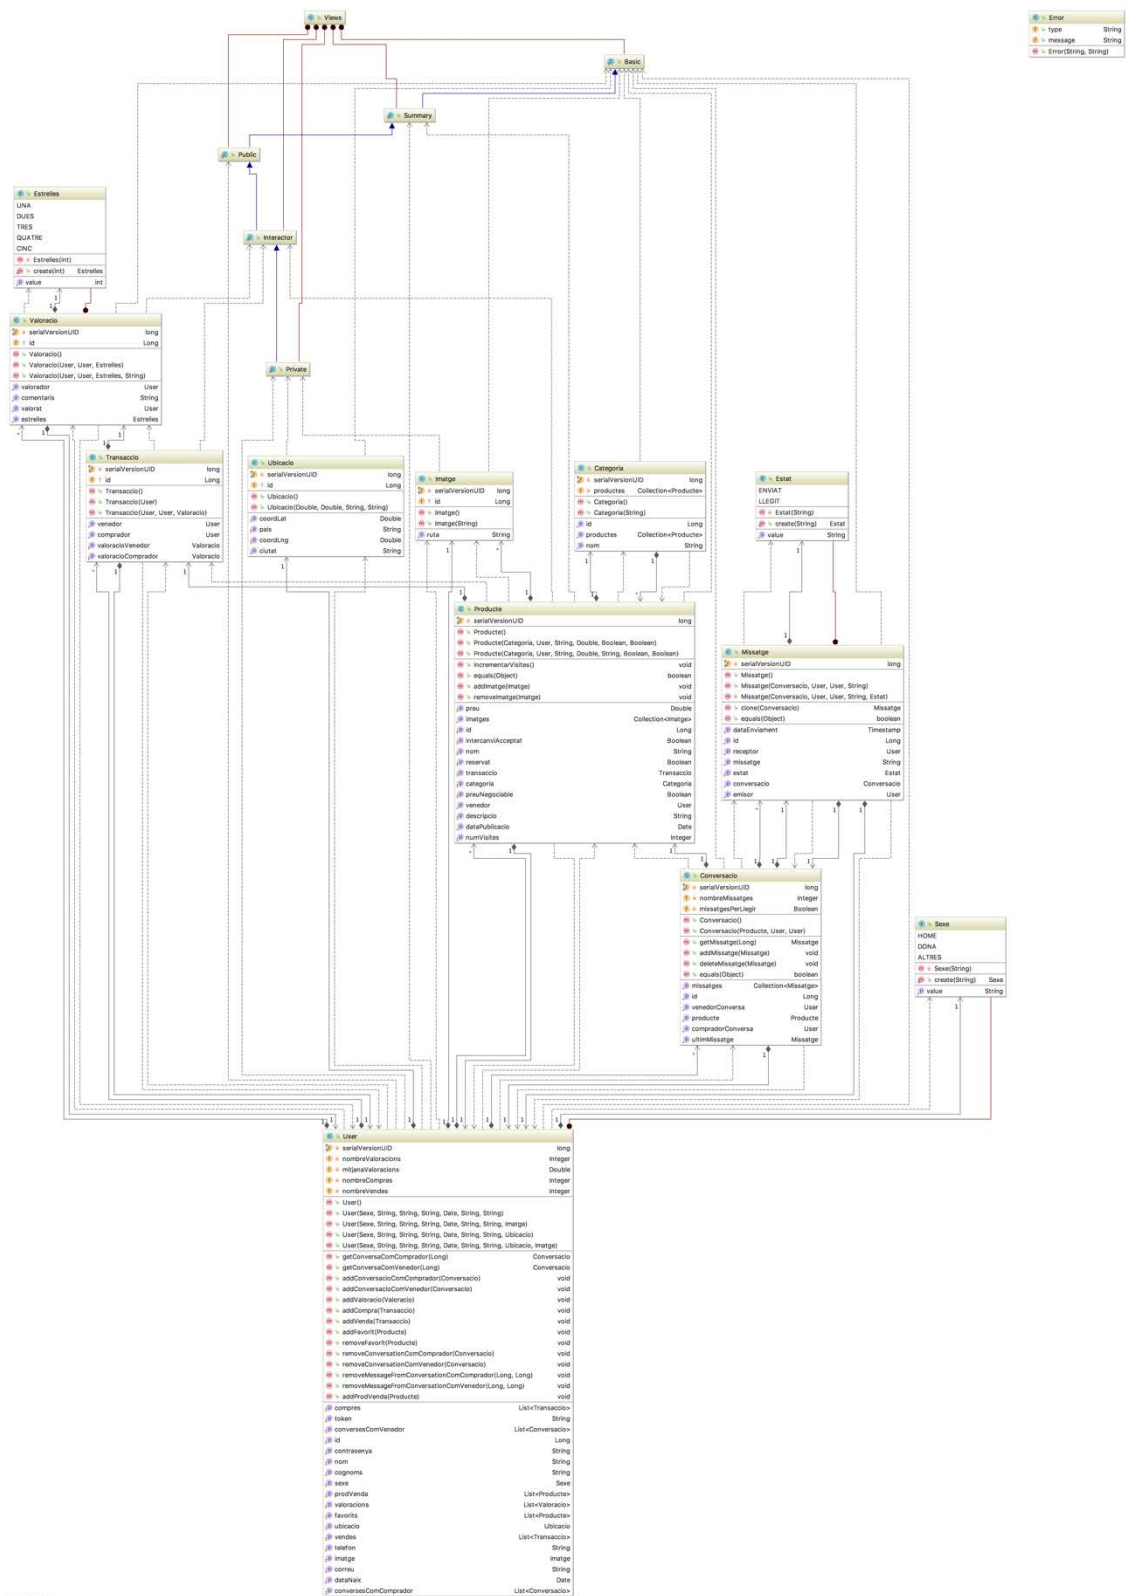 Views
Error
type String
message String
Error(String, String)
Basic
Summary
Public
Estrelles
UNA
DUES
TRES
QUATRE
CINC
Estrelles(int)
create(int) Estrelles
value int
Interactor
Valoracio
serialVersionUID long
id Long
Valoracio()
Valoracio(User, User, Estrelles)
Valoracio(User, User, Estrelles, String)
valorador User
comentaris String
valorat User
estrelles Estrelles
Private
Transaccio
serialVersionUID long
id Long
Transaccio()
Transaccio(User)
Transaccio(User, User, Valoracio)
venedor User
comprador User
valoracioVenedor Valoracio
valoracioComprador Valoracio
Ubicacio
serialVersionUID long
id Long
Ubicacio()
Ubicacio(Double, Double, String, String)
coordLat Double
pais String
coordLng Double
ciutat String
Imatge
serialVersionUID long
id Long
Imatge()
Imatge(String)
ruta String
Categoria
serialVersionUID long
productes Collection<Producte>
Categoria()
Categoria(String)
id Long
productes Collection<Producte>
nom String
Estat
ENVIAT
LLEGIT
Estat(String)
create(String) Estat
value String
Producte
serialVersionUID long
Producte()
Producte(Categoria, User, String, Double, Boolean, Boolean)
Producte(Categoria, User, String, Double, String, Boolean, Boolean)
incrementarVisites() void
equals(Object) boolean
addImatge(Imatge) void
removeImatge(Imatge) void
preu Double
imatges Collection<Imatge>
id Long
intercanviAcceptat Boolean
nom String
reservat Boolean
transaccio Transaccio
categoria Categoria
preuNegociable Boolean
venedor User
descripcio String
dataPublicacio Date
numVisites Integer
Missatge
serialVersionUID long
Missatge()
Missatge(Conversacio, User, User, String)
Missatge(Conversacio, User, User, String, Estat)
clone(Conversacio) Missatge
equals(Object) boolean
dataEnviament Timestamp
id Long
receptor User
missatge String
estat Estat
conversacio Conversacio
emisor User
Conversacio
serialVersionUID long
nombreMissatges Integer
missatgesPerLlegir Boolean
Conversacio()
Conversacio(Producte, User, User)
getMissatge(Long) Missatge
addMissatge(Missatge) void
deleteMissatge(Missatge) void
equals(Object) boolean
missatges Collection<Missatge>
id Long
venedorConversa User
producte Producte
compradorConversa User
ultimMissatge Missatge
Sexe
HOME
DONA
ALTRES
Sexe(String)
create(String) Sexe
value String
User
serialVersionUID long
nombreValoracions Integer
mitjanaValoracions Double
nombreCompres Integer
nombreVendes Integer
User()
User(Sexe, String, String, String, Date, String, String)
User(Sexe, String, String, String, Date, String, String, Imatge)
User(Sexe, String, String, String, Date, String, String, Ubicacio)
User(Sexe, String, String, String, Date, String, String, Ubicacio, Imatge)
getConversaComComprador(Long) Conversacio
getConversaComVenedor(Long) Conversacio
addConversacioComComprador(Conversacio) void
addConversacioComVenedor(Conversacio) void
addValoracio(Valoracio) void
addCompra(Transaccio) void
addVenda(Transaccio) void
addFavorit(Producte) void
removeFavorit(Producte) void
removeConversationComComprador(Conversacio) void
removeConversationComVenedor(Conversacio) void
removeMessageFromConversationComComprador(Long, Long) void
removeMessageFromConversationComVenedor(Long, Long) void
addProdVenda(Producte) void
compres List<Transaccio>
token String
conversesComVenedor List<Conversacio>
id Long
contrasenya String
nom String
cognoms String
sexe Sexe
prodVenda List<Producte>
valoracions List<Valoracio>
favorits List<Producte>
ubicacio Ubicacio
vendes List<Transaccio>
telefon String
imatge Imatge
correu String
dataNaix Date
conversesComComprador List<Conversacio>